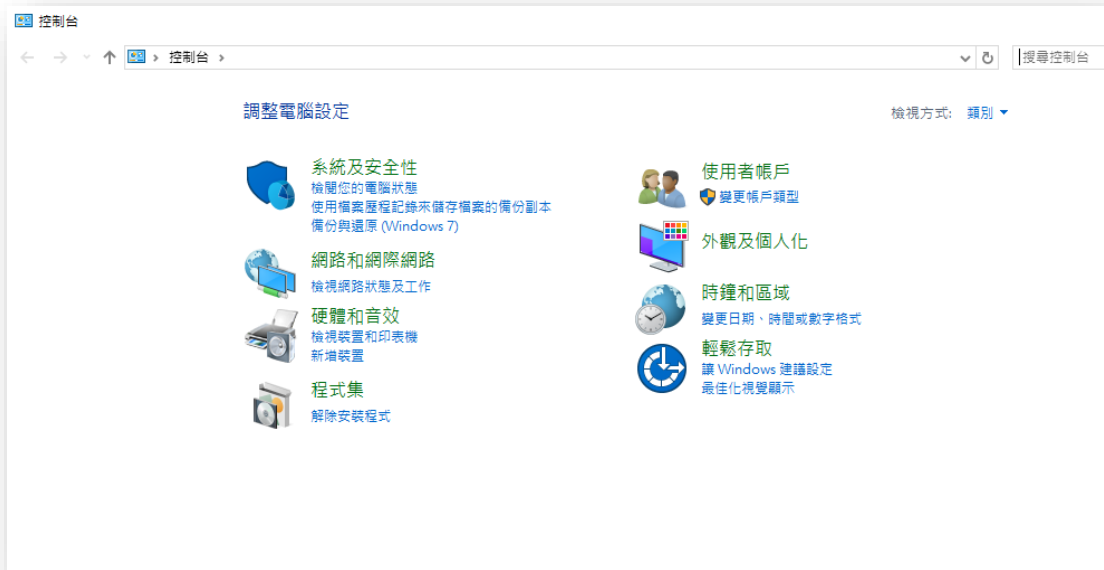 控制台
控制台
搜尋控制台
調整電腦設定
檢視方式: 類別
系統及安全性
檢閱您的電腦狀態
使用檔案歷程記錄來儲存檔案的備份副本
備份與還原 (Windows 7)
網路和網際網路
檢視網路狀態及工作
硬體和音效
檢視裝置和印表機
新增裝置
程式集
解除安裝程式
使用者帳戶
變更帳戶類型
外觀及個人化
時鐘和區域
變更日期、時間或數字格式
輕鬆存取
讓 Windows 建議設定
最佳化視覺顯示